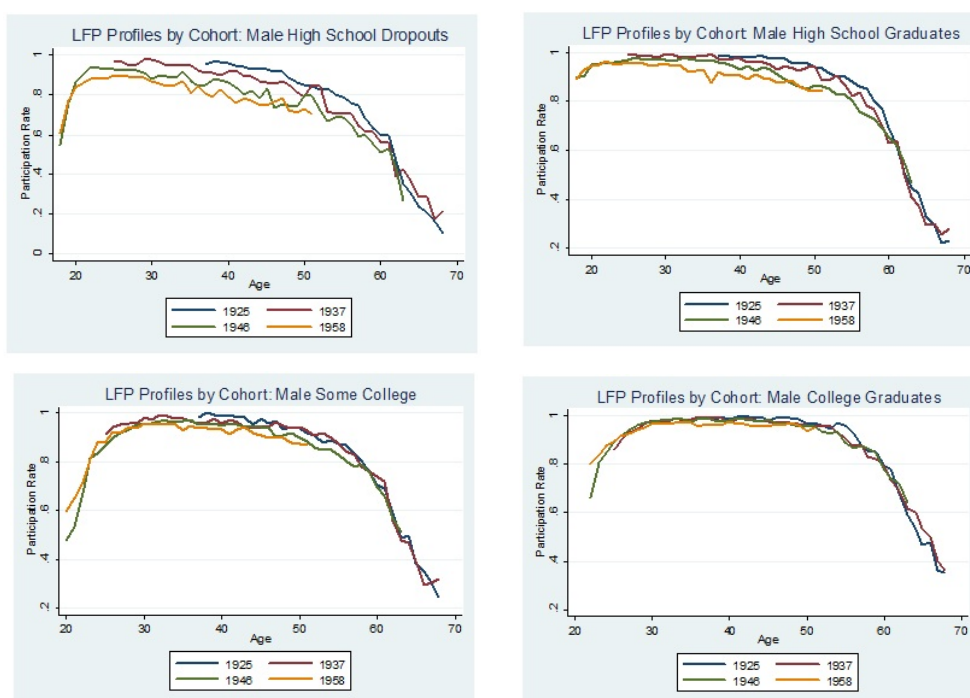 LFP Profiles by Cohort: Male High School Dropouts
Participation Rate
1
.8
.6
.4
.2
0
20 30 40 50 60 70
Age
1925 1937
1946 1958
LFP Profiles by Cohort: Male High School Graduates
Participation Rate
1
.8
.6
.4
.2
20 30 40 50 60 70
Age
1925 1937
1946 1958
LFP Profiles by Cohort: Male Some College
Participation Rate
1
.8
.6
.4
.2
20 30 40 50 60 70
Age
1925 1937
1946 1958
LFP Profiles by Cohort: Male College Graduates
Participation Rate
1
.8
.6
.4
.2
20 30 40 50 60 70
Age
1925 1937
1946 1958